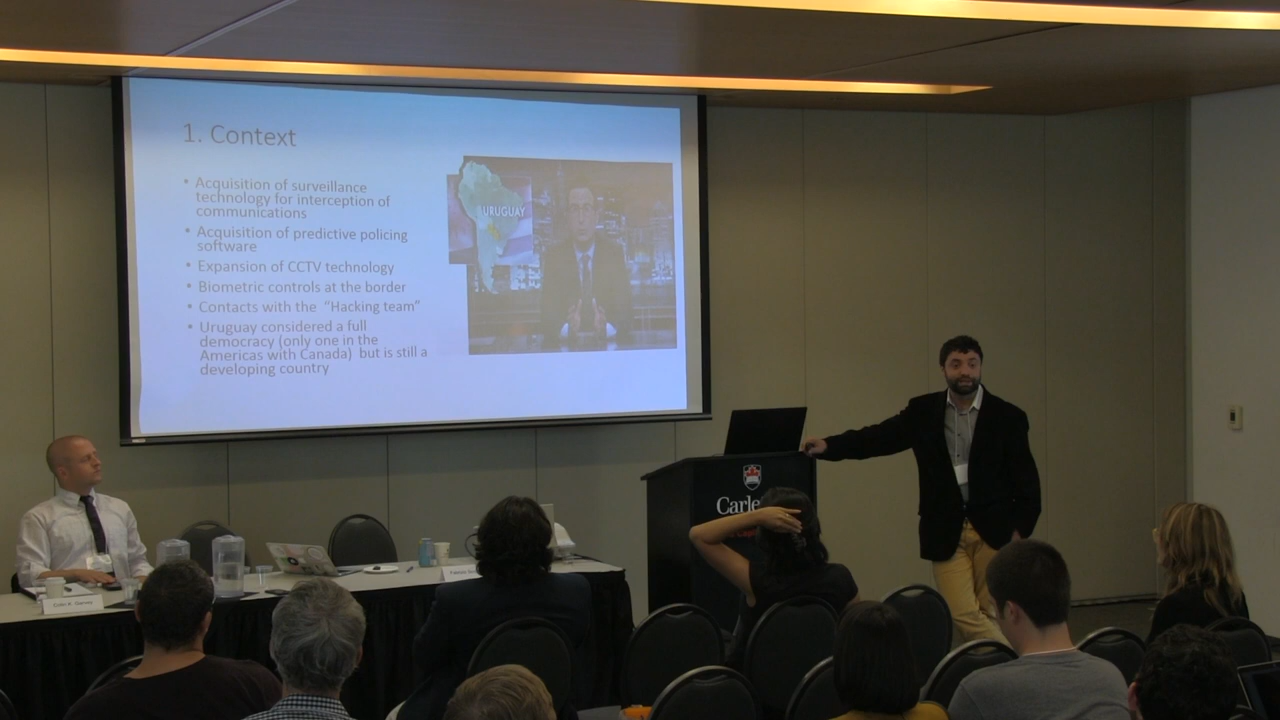 1. Context
• Acquisition of surveillance
technology for interception of
communications
• Acquisition of predictive policing
software
• Expansion of CCTV technology
• Biometric controls at the border
• Contacts with the “Hacking team”
• Uruguay considered a full
democracy (only one in the
Americas with Canada) but is still a
developing country
URUGUAY
Carle
Colin K. Garvey